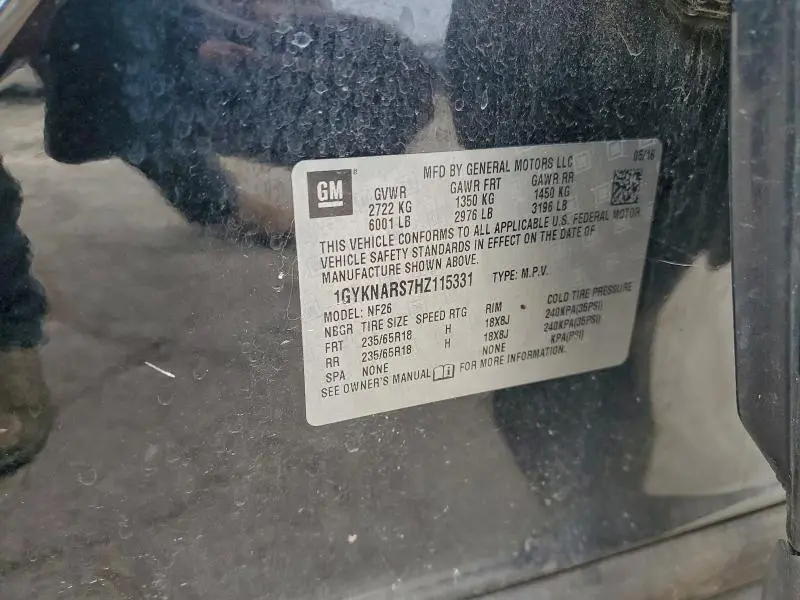 GM
MFD BY GENERAL MOTORS LLC 05/16
GVWR GAWR FRT GAWR RR
2722 KG 1350 KG 1450 KG
6001 LB 2976 LB 3196 LB
THIS VEHICLE CONFORMS TO ALL APPLICABLE U.S. FEDERAL MOTOR
VEHICLE SAFETY STANDARDS IN EFFECT ON THE DATE OF
MANUFACTURE SHOWN ABOVE.
1GYKNARS7HZ115331 TYPE: M.P.V.
MODEL: NF26
NBGR TIRE SIZE SPEED RTG RIM COLD TIRE PRESSURE
FRT 235/65R18 H 18X8J 240KPA(35PSI)
RR 235/65R18 H 18X8J 240KPA(35PSI)
SPA NONE NONE KPA(PSI)
SEE OWNER'S MANUAL FOR MORE INFORMATION.